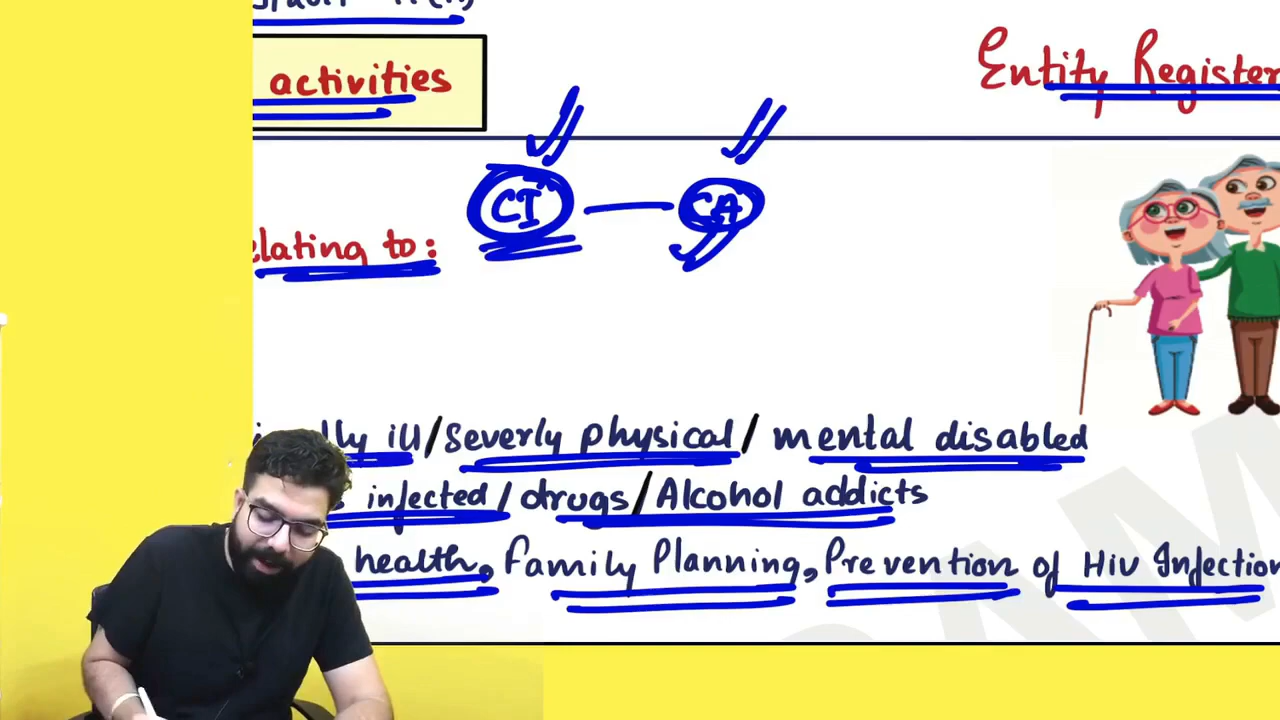 activities
Entity Register
CI — CA
elating to:
ill/Severly physical/ mental disabled
infected/drugs/Alcohol addicts
health, Family Planning, Prevention of Hiv Infection